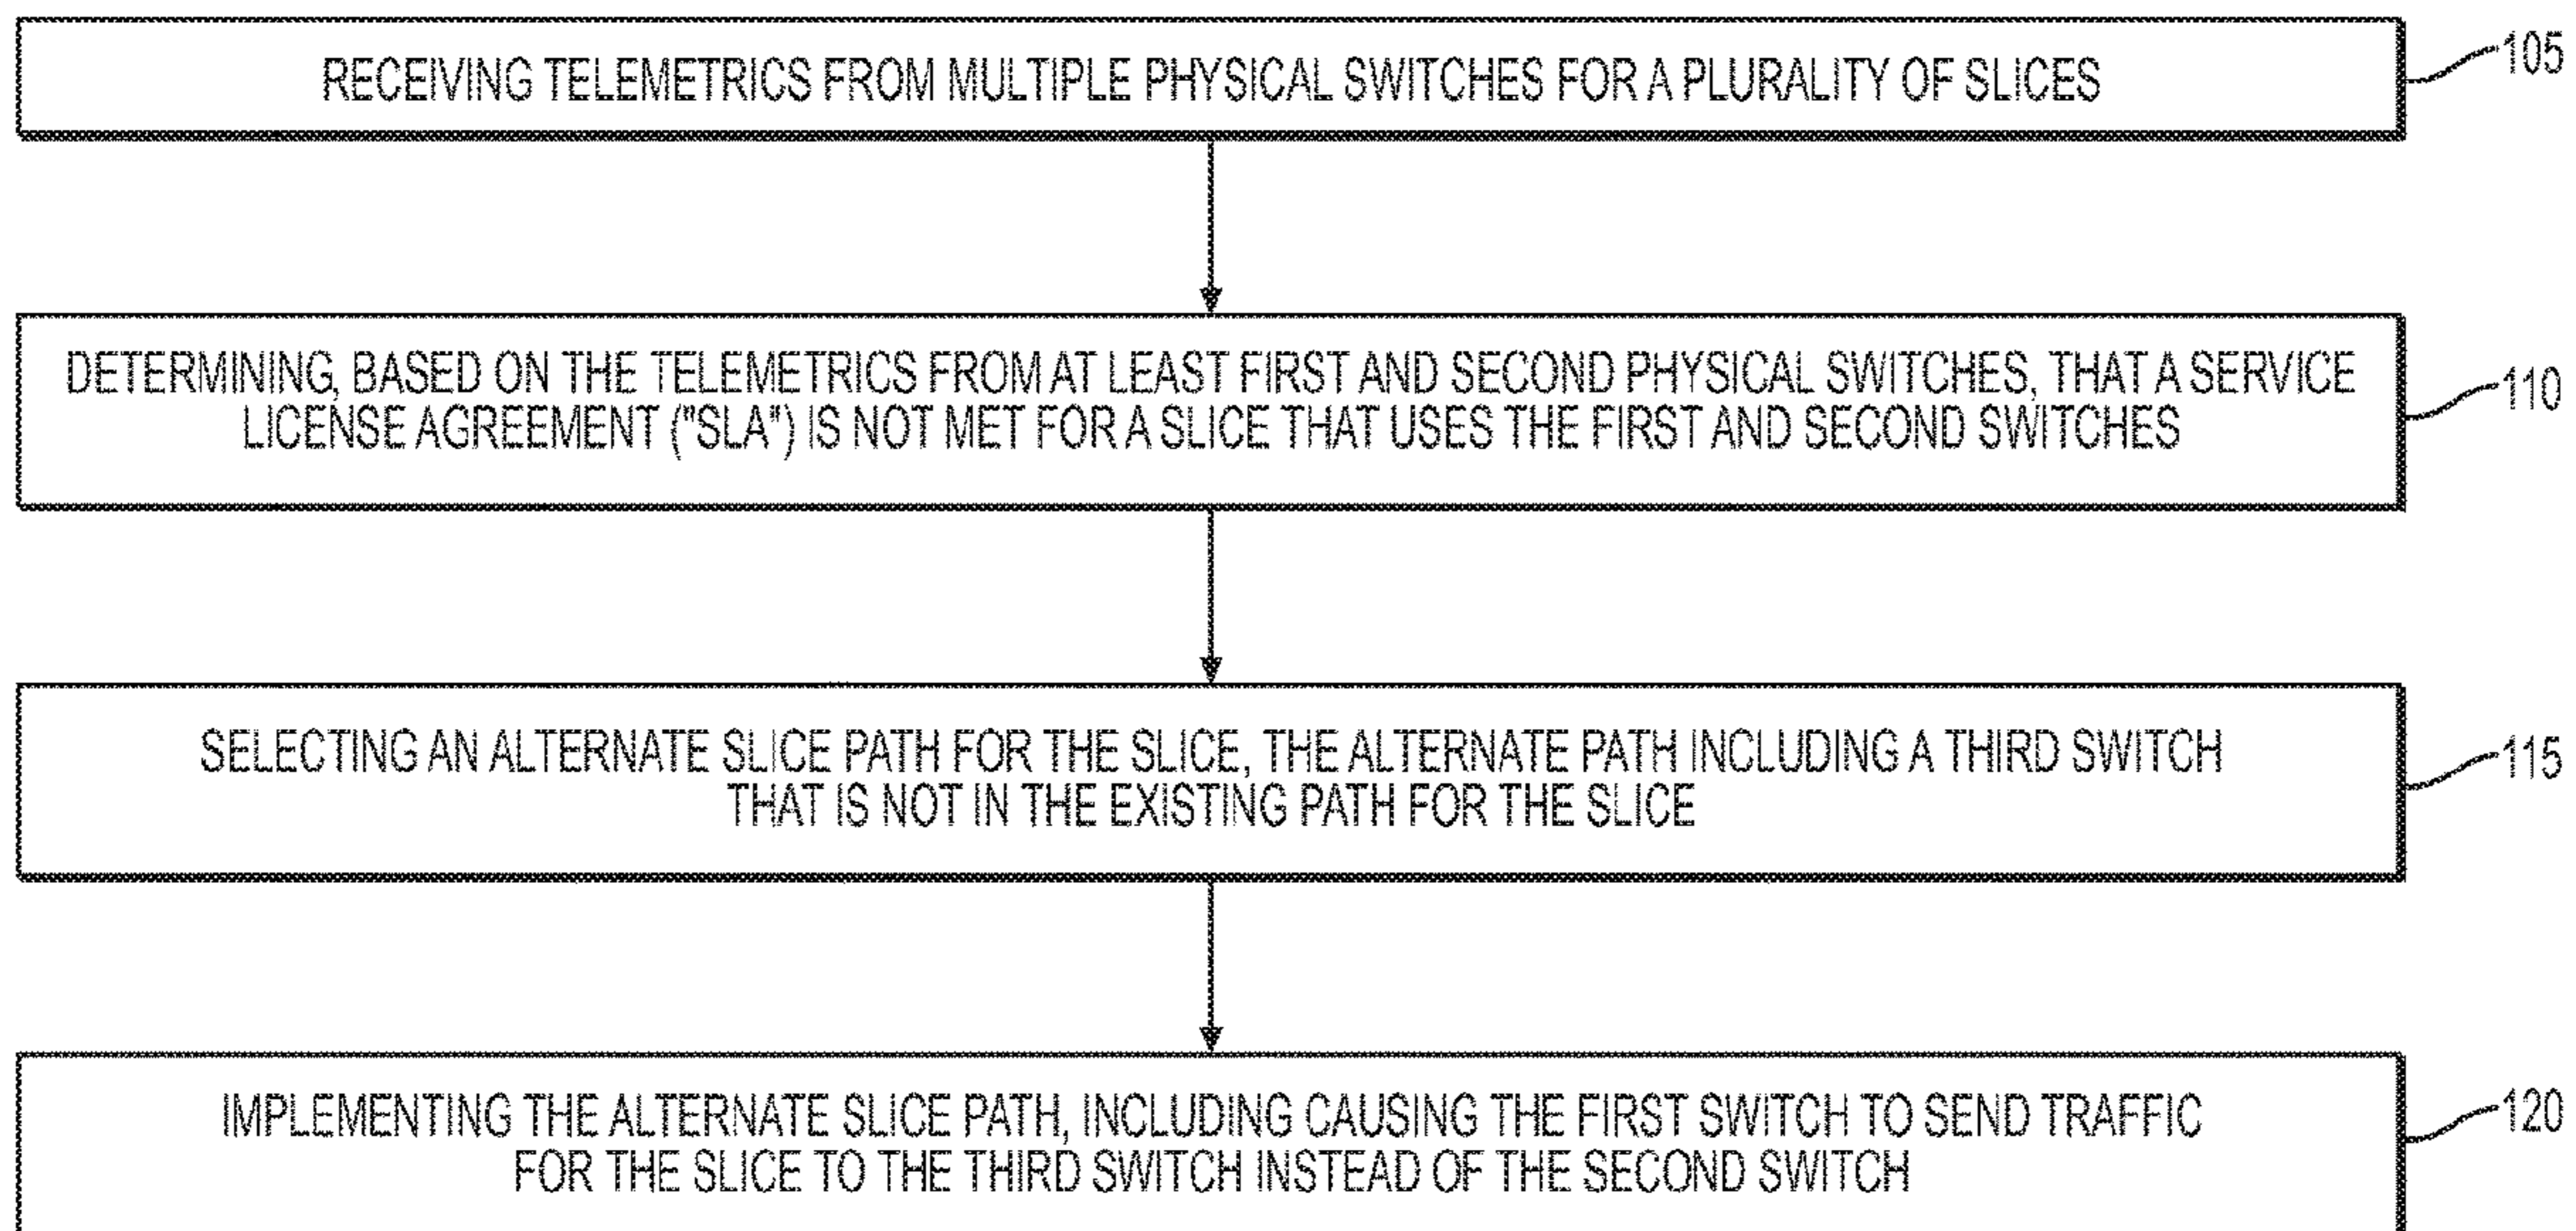 RECEIVING TELEMETRICS FROM MULTIPLE PHYSICAL SWITCHES FOR A PLURALITY OF SLICES
105
DETERMINING, BASED ON THE TELEMETRICS FROM AT LEAST FIRST AND SECOND PHYSICAL SWITCHES, THAT A SERVICE
LICENSE AGREEMENT ("SLA") IS NOT MET FOR A SLICE THAT USES THE FIRST AND SECOND SWITCHES
110
SELECTING AN ALTERNATE SLICE PATH FOR THE SLICE, THE ALTERNATE PATH INCLUDING A THIRD SWITCH
THAT IS NOT IN THE EXISTING PATH FOR THE SLICE
115
IMPLEMENTING THE ALTERNATE SLICE PATH, INCLUDING CAUSING THE FIRST SWITCH TO SEND TRAFFIC
FOR THE SLICE TO THE THIRD SWITCH INSTEAD OF THE SECOND SWITCH
120